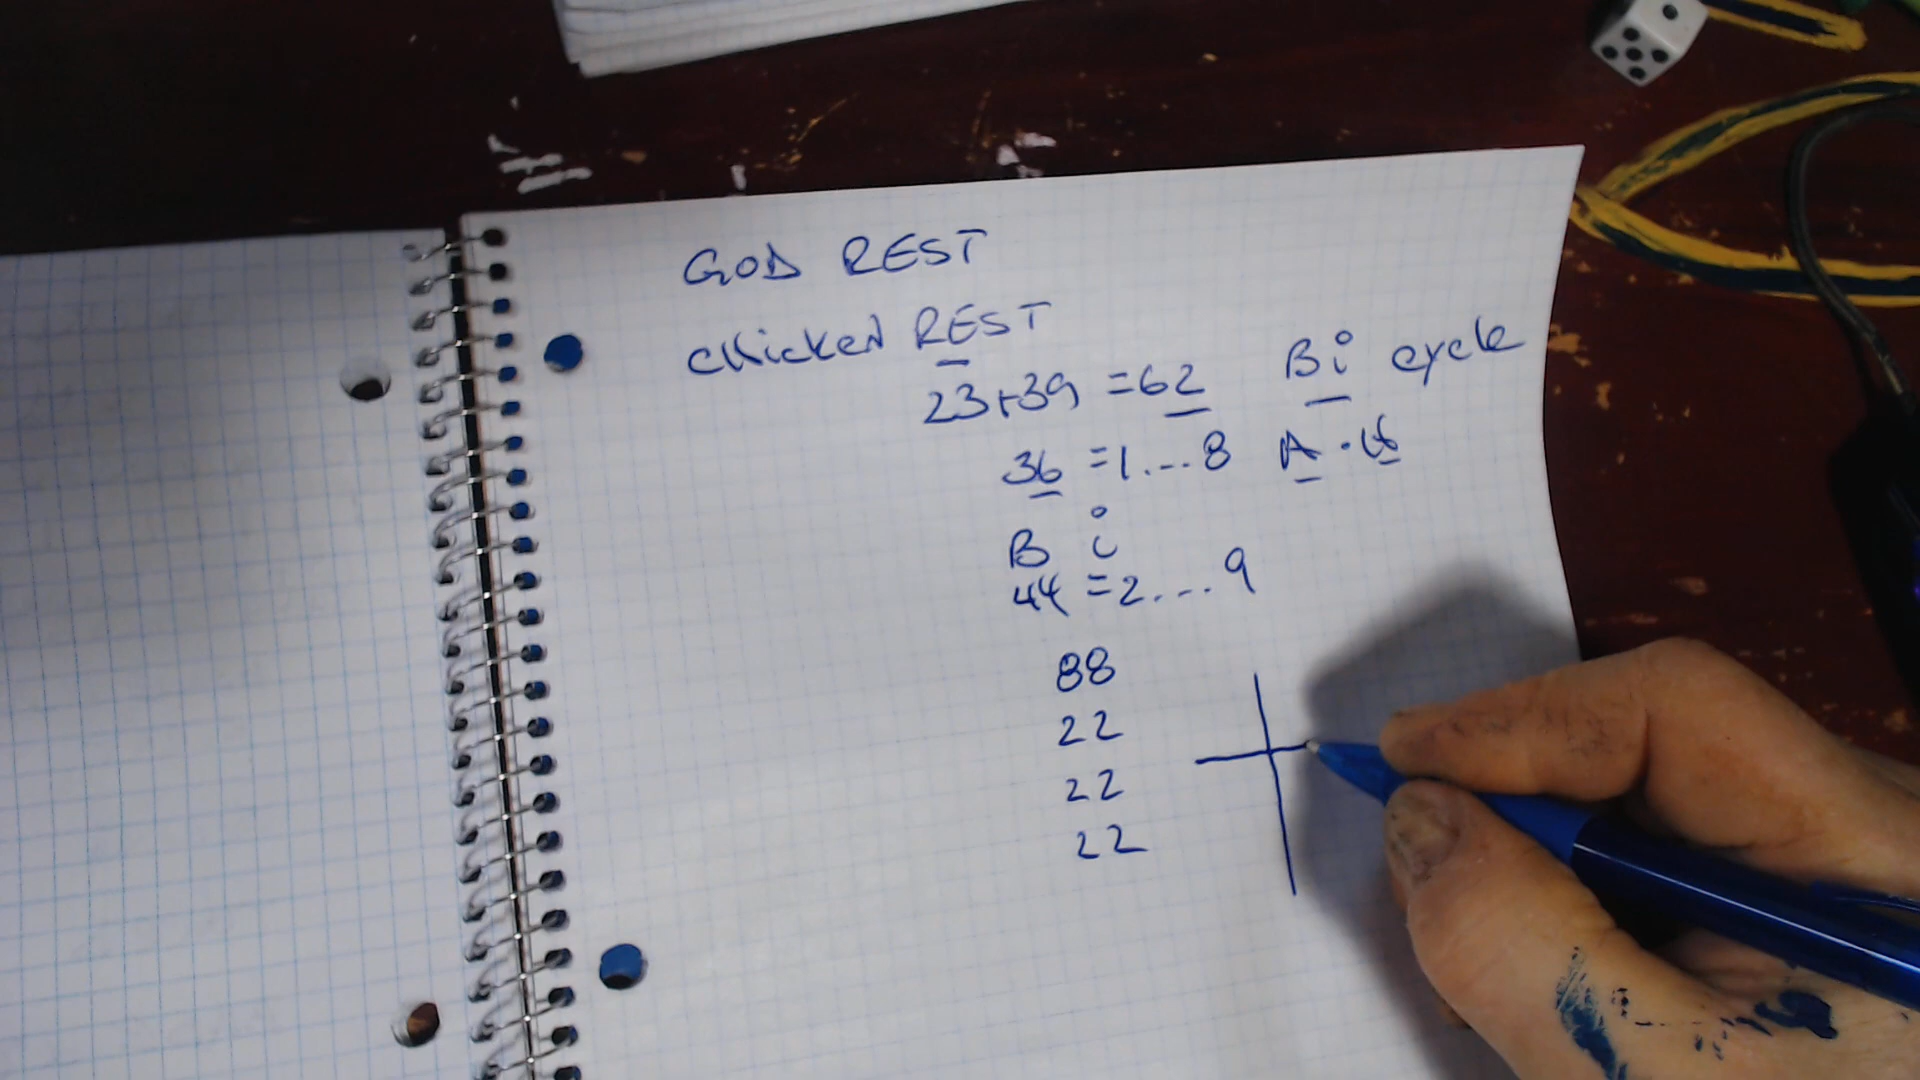 GOD REST
chickeN REST
23+39 =62 Bi cycle
36 =1...8 A.
B i
44 =2...9
88
22
22
22